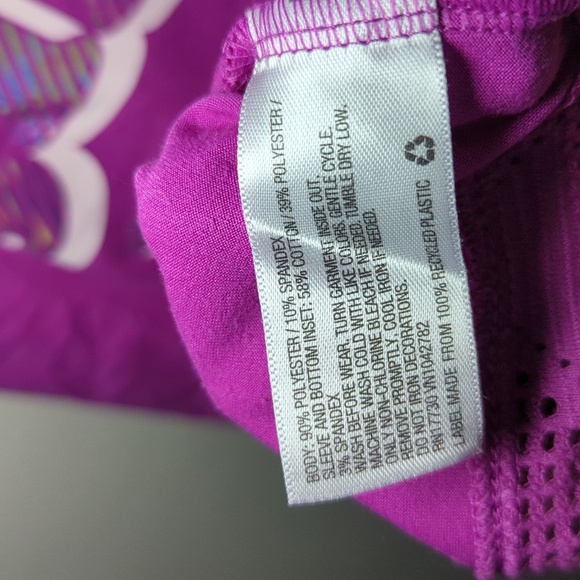 BODY: 90% POLYESTER / 10% SPANDEX
SLEEVE AND BOTTOM INSET: 58% COTTON / 39% POLYESTER /
3% SPANDEX
WASH BEFORE WEAR. TURN GARMENT INSIDE OUT.
MACHINE WASH COLD WITH LIKE COLORS, GENTLE CYCLE.
ONLY NON-CHLORINE BLEACH IF NEEDED. TUMBLE DRY LOW.
REMOVE PROMPTLY. COOL IRON IF NEEDED.
DO NOT IRON DECORATIONS.
RN 17730 VN1042782
LABEL MADE FROM 100% RECYCLED PLASTIC